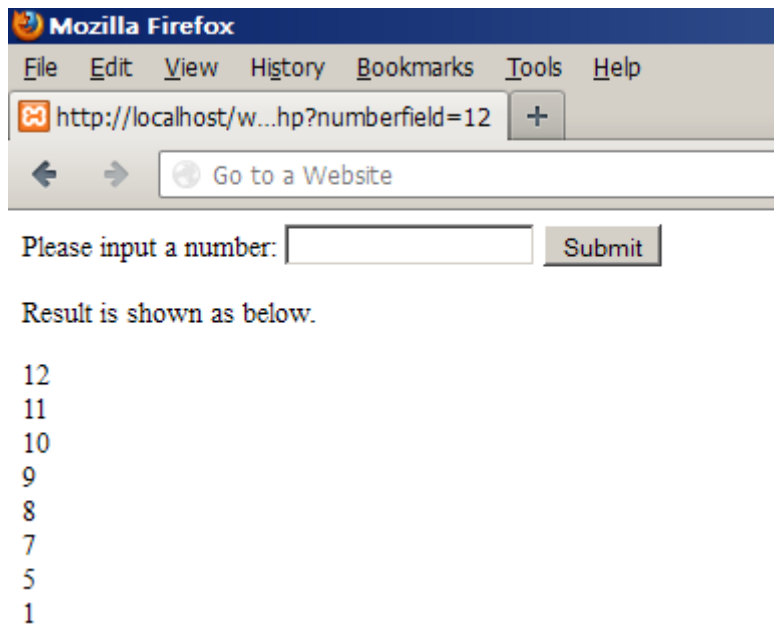 Mozilla Firefox
File Edit View History Bookmarks Tools Help
http://localhost/w...hp?numberfield=12 +
Go to a Website
Please input a number: Submit
Result is shown as below.
12
11
10
9
8
7
5
1